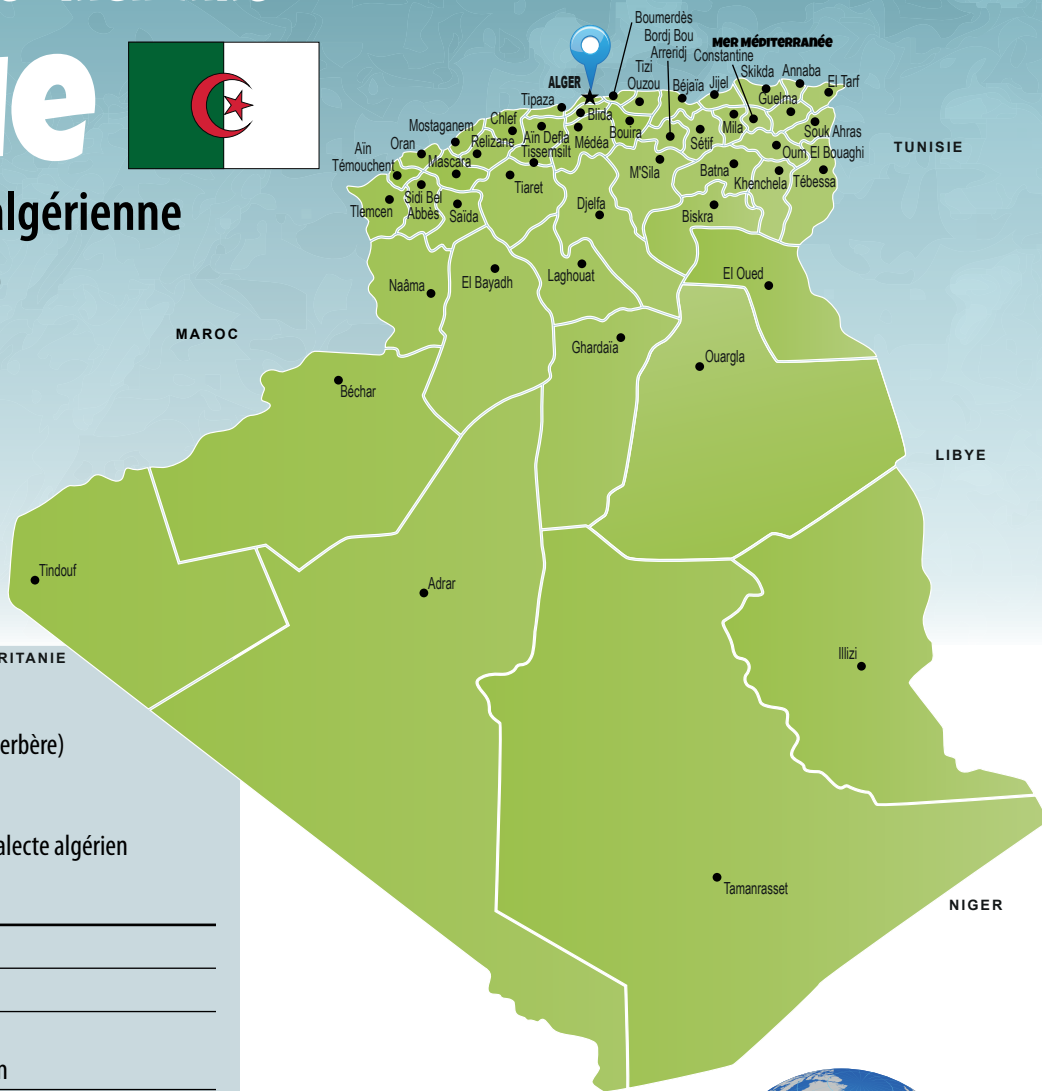 ue
algérienne
Boumerdès
Bordj Bou
Arreridj
MER MÉDITERRANÉE
Constantine
Tizi
Ouzou
Béjaïa
Jijel
Skikda
Annaba
El Tarf
ALGER
Tipaza
Blida
Guelma
Chlef
Mostaganem
Relizane
Aïn Defla
Médéa
Bouira
Sétif
Mila
Souk Ahras
Oran
Tissemsilt
Oum El Bouaghi
TUNISIE
Aïn
Témouchent
Mascara
M'Sila
Batna
Khenchela
Tébessa
Tiaret
Tlemcen
Sidi Bel
Abbès
Saïda
Djelfa
Biskra
Naâma
El Bayadh
Laghouat
El Oued
MAROC
Ghardaïa
Ouargla
Béchar
LIBYE
Tindouf
Adrar
Illizi
RITANIE
erbère)
alecte algérien
Tamanrasset
NIGER
n